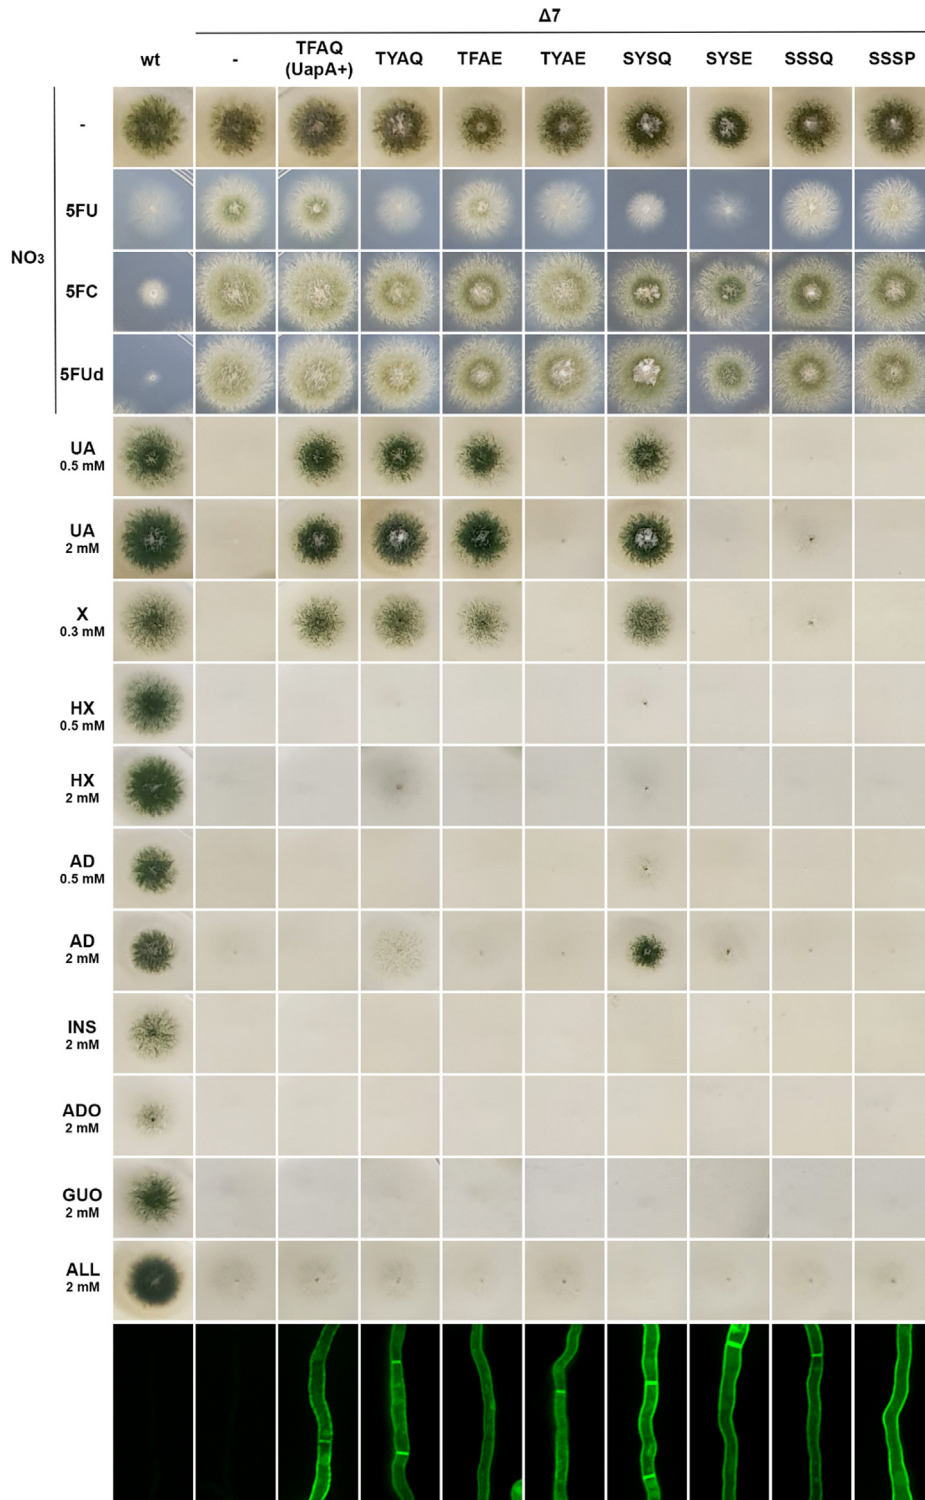 Δ7
wt
-
TFAQ
(UapA+)
TYAQ
TFAE
TYAE
SYSQ
SYSE
SSSQ
SSSP
NO3
-
5FU
5FC
5FUd
UA
0.5 mM
UA
2 mM
X
0.3 mM
HX
0.5 mM
HX
2 mM
AD
0.5 mM
AD
2 mM
INS
2 mM
ADO
2 mM
GUO
2 mM
ALL
2 mM